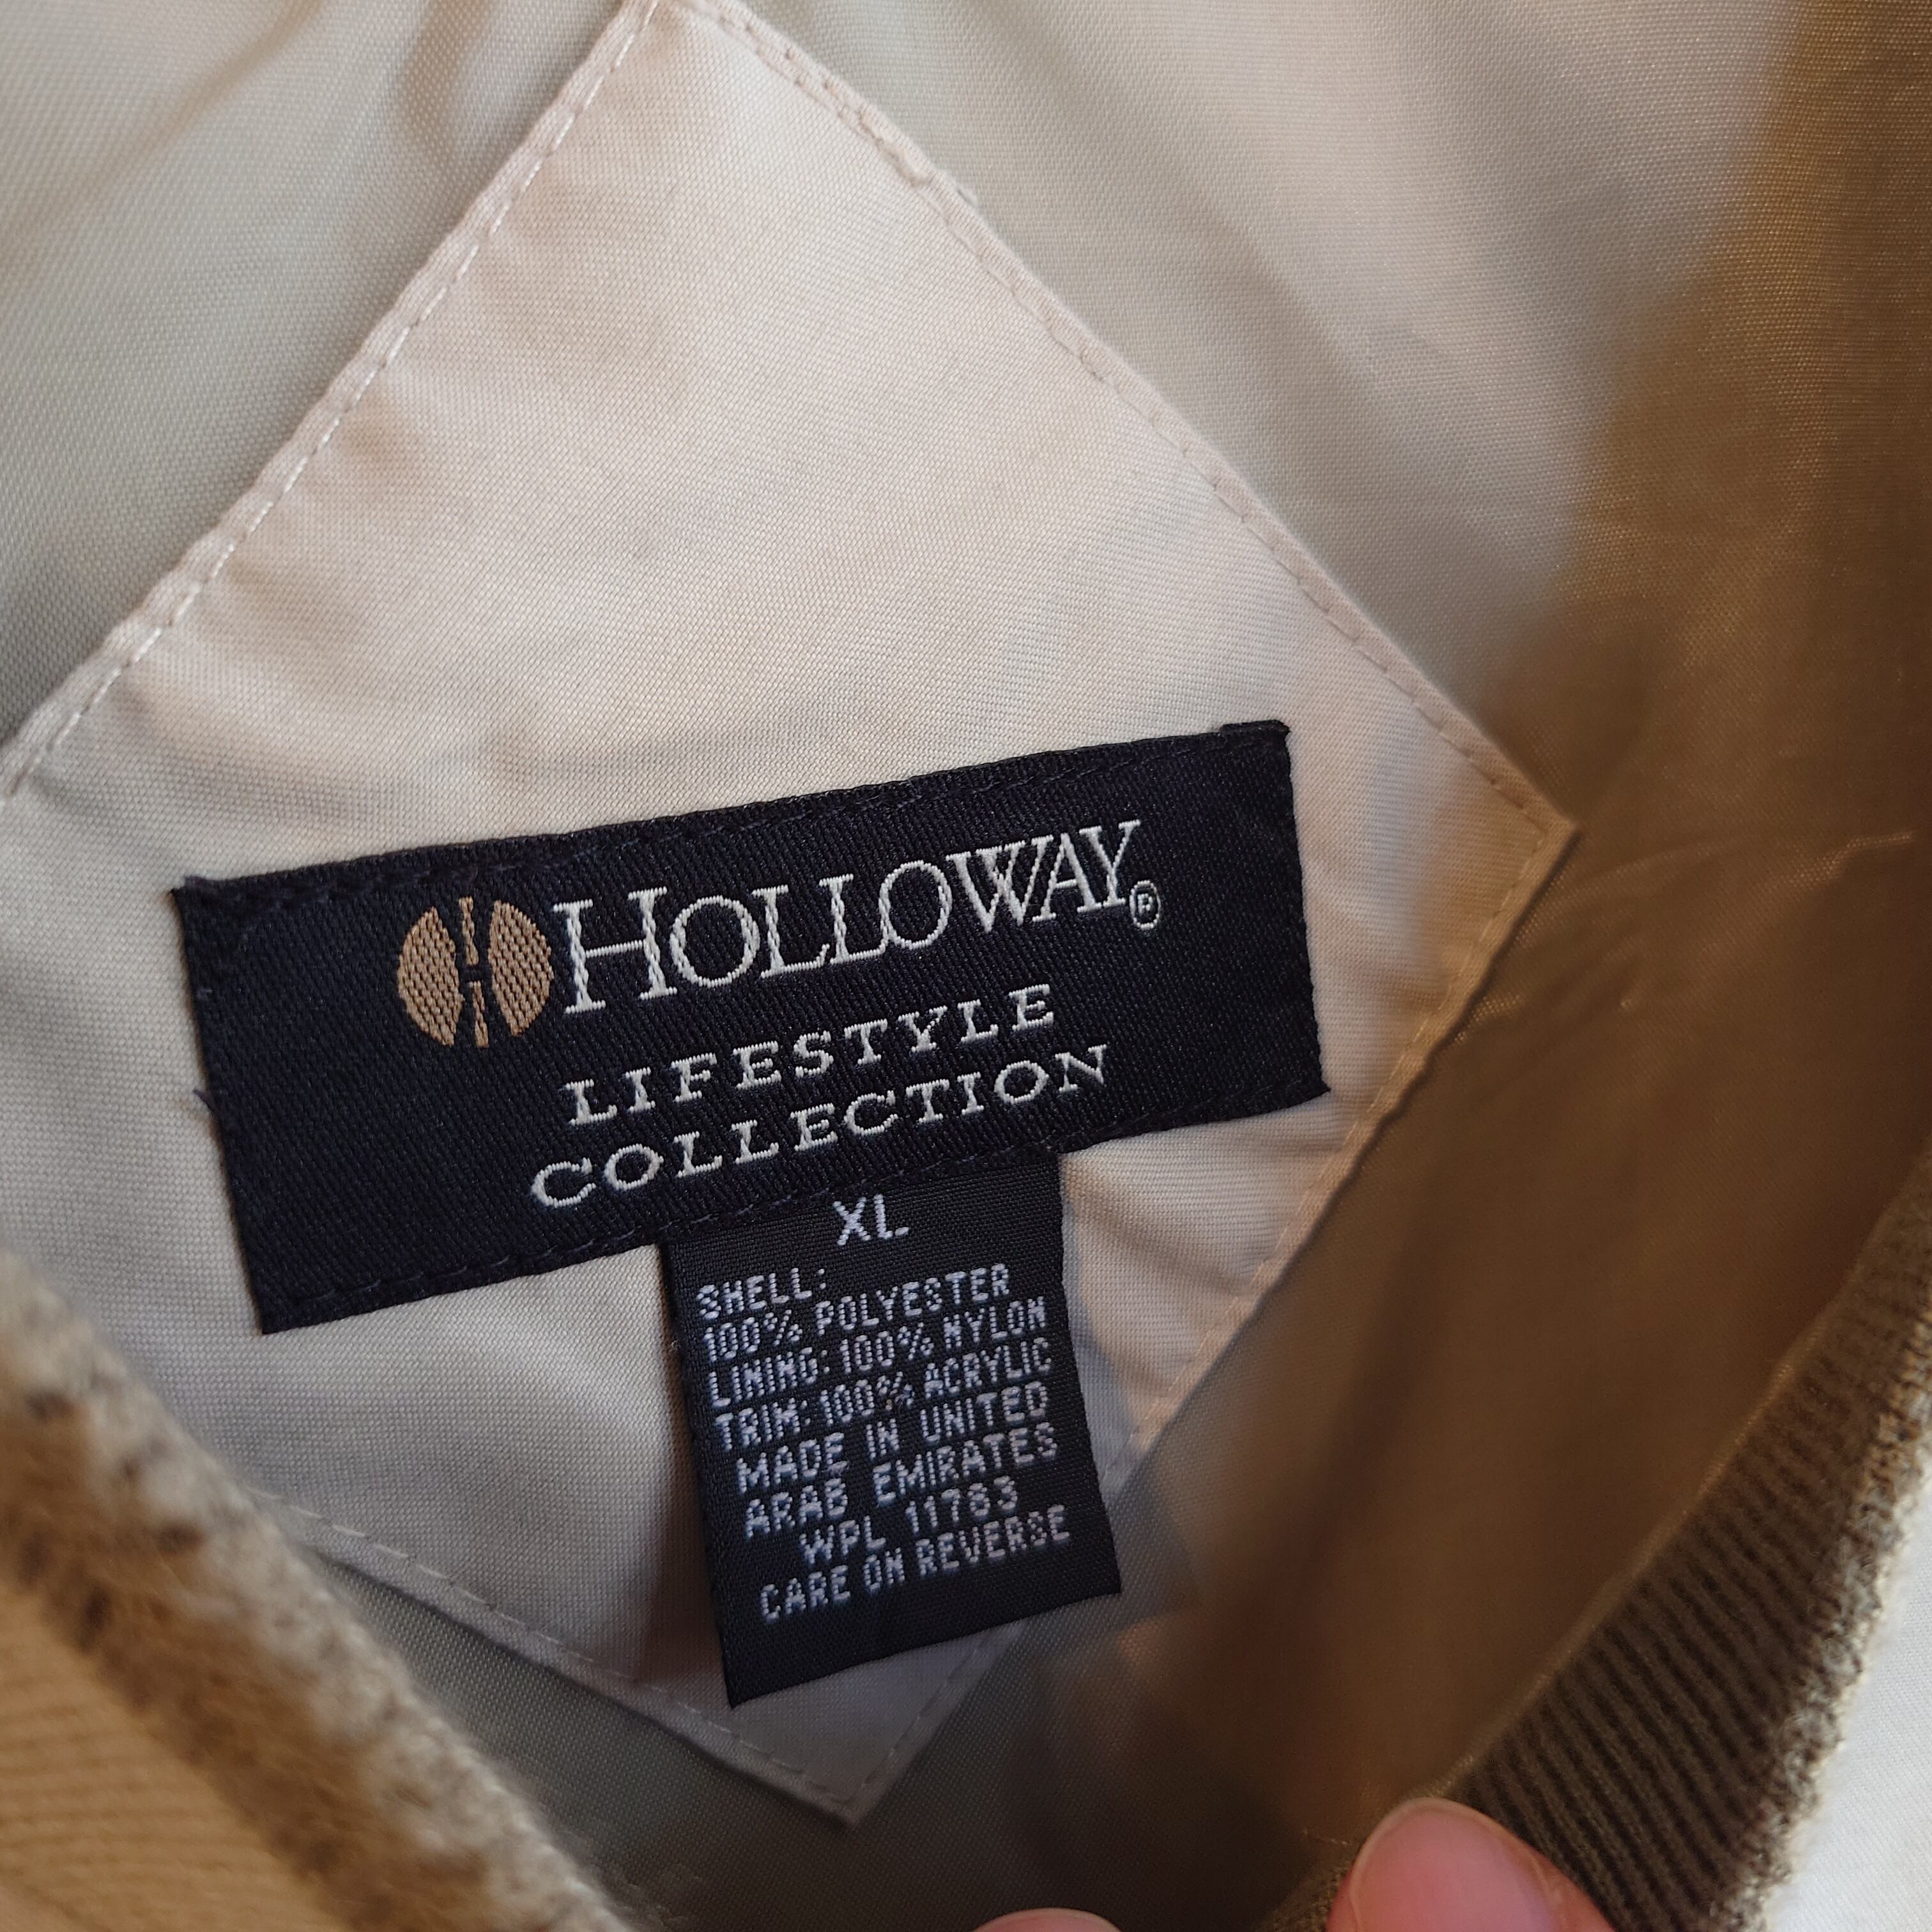 HOLLOWAY®
LIFESTYLE
COLLECTION
XL
SHELL:
100% POLYESTER
LINING: 100% NYLON
TRIM: 100% ACRYLIC
MADE IN UNITED
ARAB EMIRATES
WPL 11783
CARE ON REVERSE